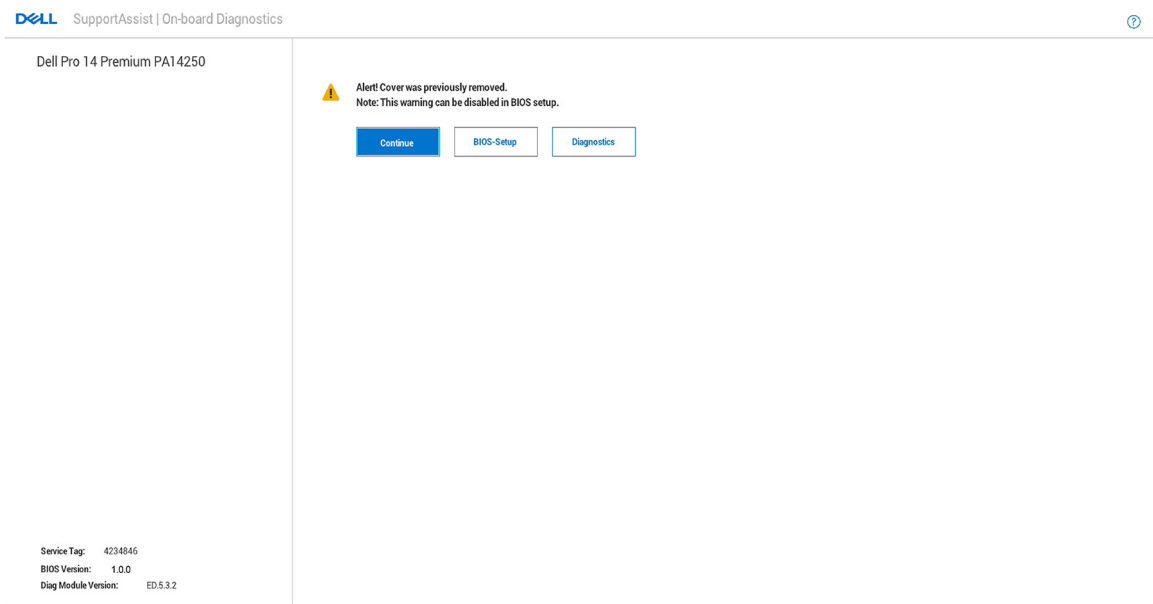 DELL SupportAssist | On-board Diagnostics
Dell Pro 14 Premium PA14250
Alert! Cover was previously removed.
Note: This warning can be disabled in BIOS setup.
Continue BIOS-Setup Diagnostics
Service Tag: 4234846
BIOS Version: 1.0.0
Diag Module Version: ED.5.3.2